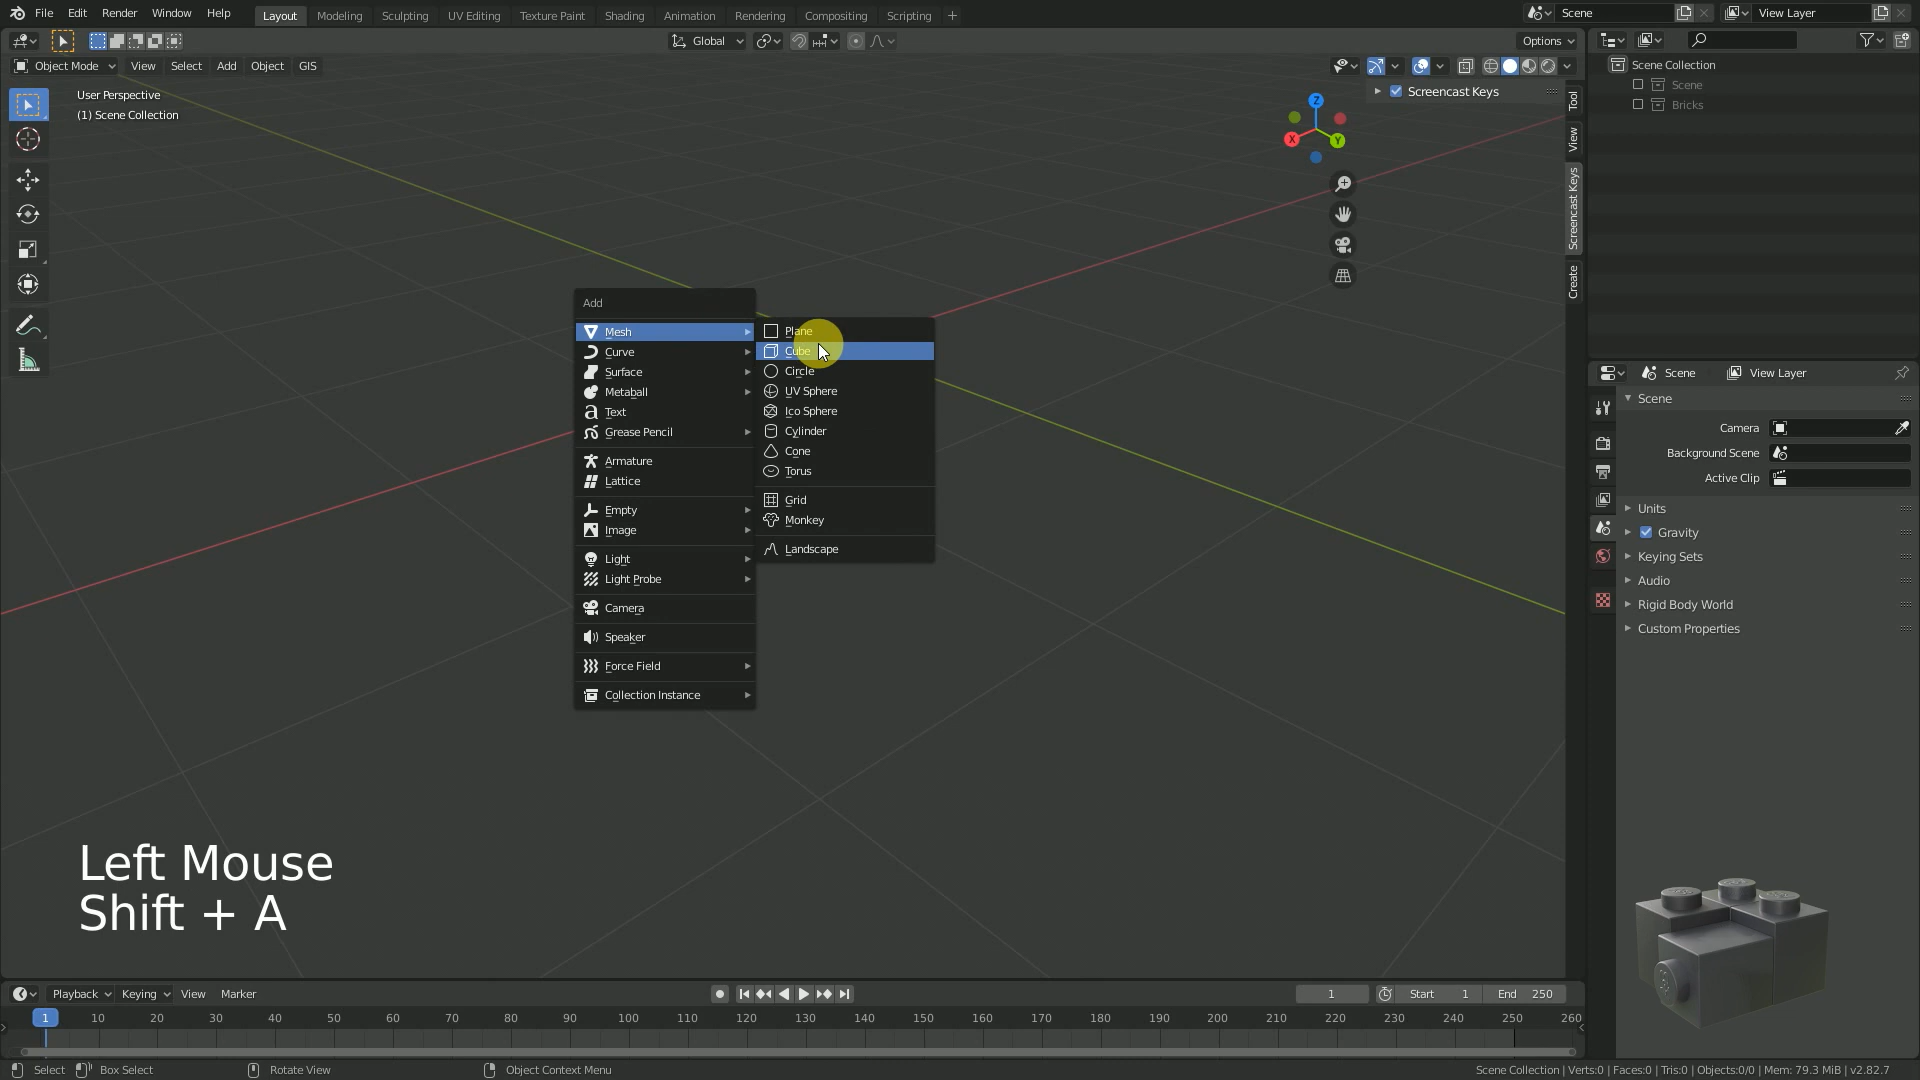 File Edit Render Window Help Layout Modeling Sculpting UV Editing Texture Paint Shading Animation Rendering Compositing Scripting + Scene View Layer
Global Options
Object Mode View Select Add Object GIS
User Perspective
(1) Scene Collection
Screencast Keys
Z
X
Y
Tool
View
Screencast Keys
Create
Scene Collection
Scene
Bricks
Add
Mesh
Curve
Surface
Metaball
Text
Grease Pencil
Armature
Lattice
Empty
Image
Light
Light Probe
Camera
Speaker
Force Field
Collection Instance
Plane
Cube
Circle
UV Sphere
Ico Sphere
Cylinder
Cone
Torus
Grid
Monkey
Landscape
Scene View Layer
Scene
Camera
Background Scene
Active Clip
Units
Gravity
Keying Sets
Audio
Rigid Body World
Custom Properties
Left Mouse
Shift + A
Playback Keying View Marker 1 Start 1 End 250
1 10 20 30 40 50 60 70 80 90 100 110 120 130 140 150 160 170 180 190 200 210 220 230 240 250 260
Select Box Select Rotate View Object Context Menu Scene Collection | Verts:0 | Faces:0 | Tris:0 | Objects:0/0 | Mem: 79.3 MiB | v2.82.7